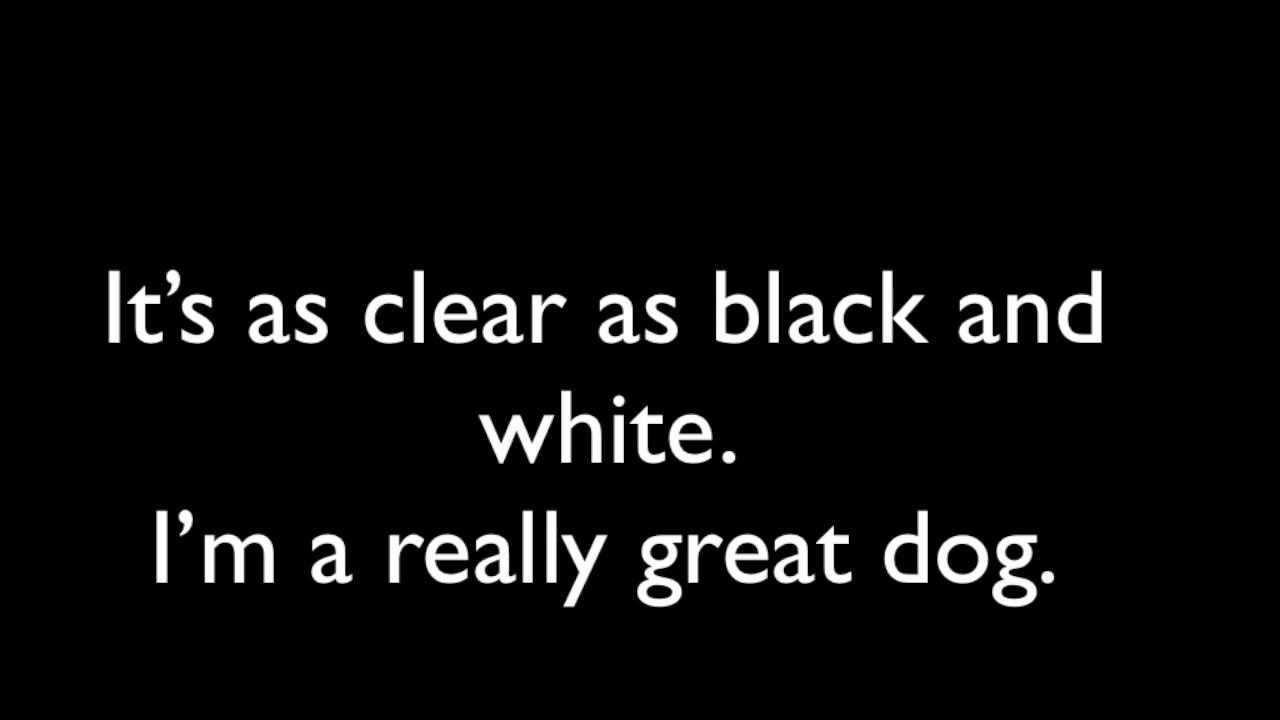 It’s as clear as black and
white.
I’m a really great dog.